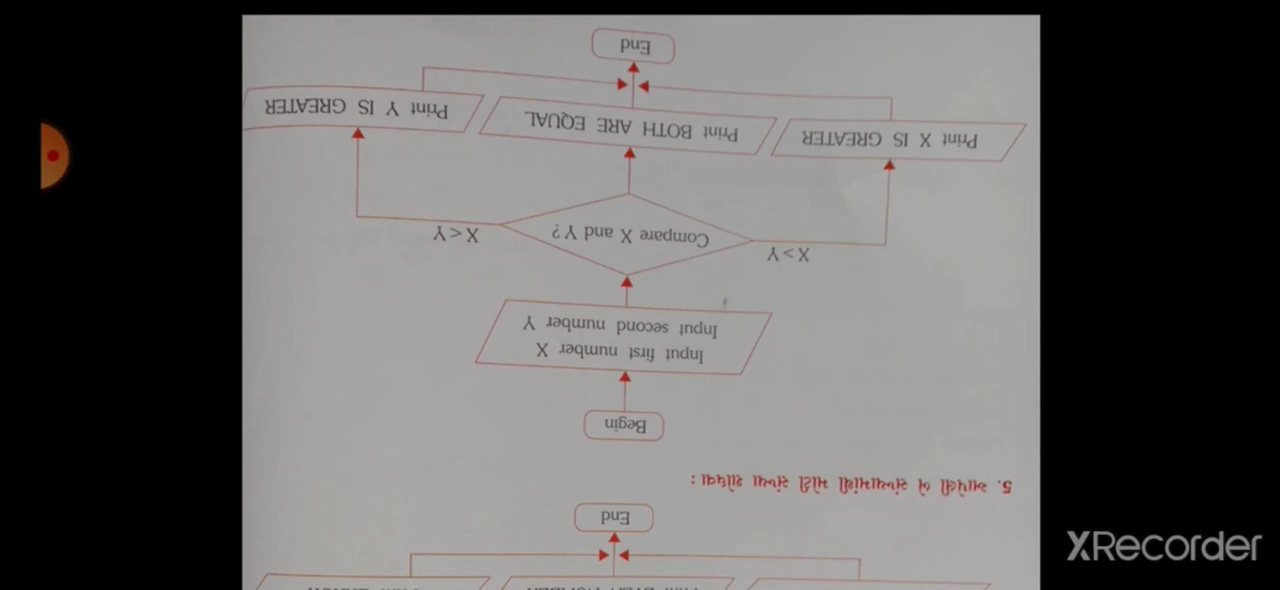 End
5. આપેલી બે સંખ્યામાંથી મોટી સંખ્યા શોધવા :
Begin
Input first number X
Input second number Y
X > Y
Compare X and Y ?
X < Y
Print X IS GREATER
Print BOTH ARE EQUAL
Print Y IS GREATER
End
XRecorder